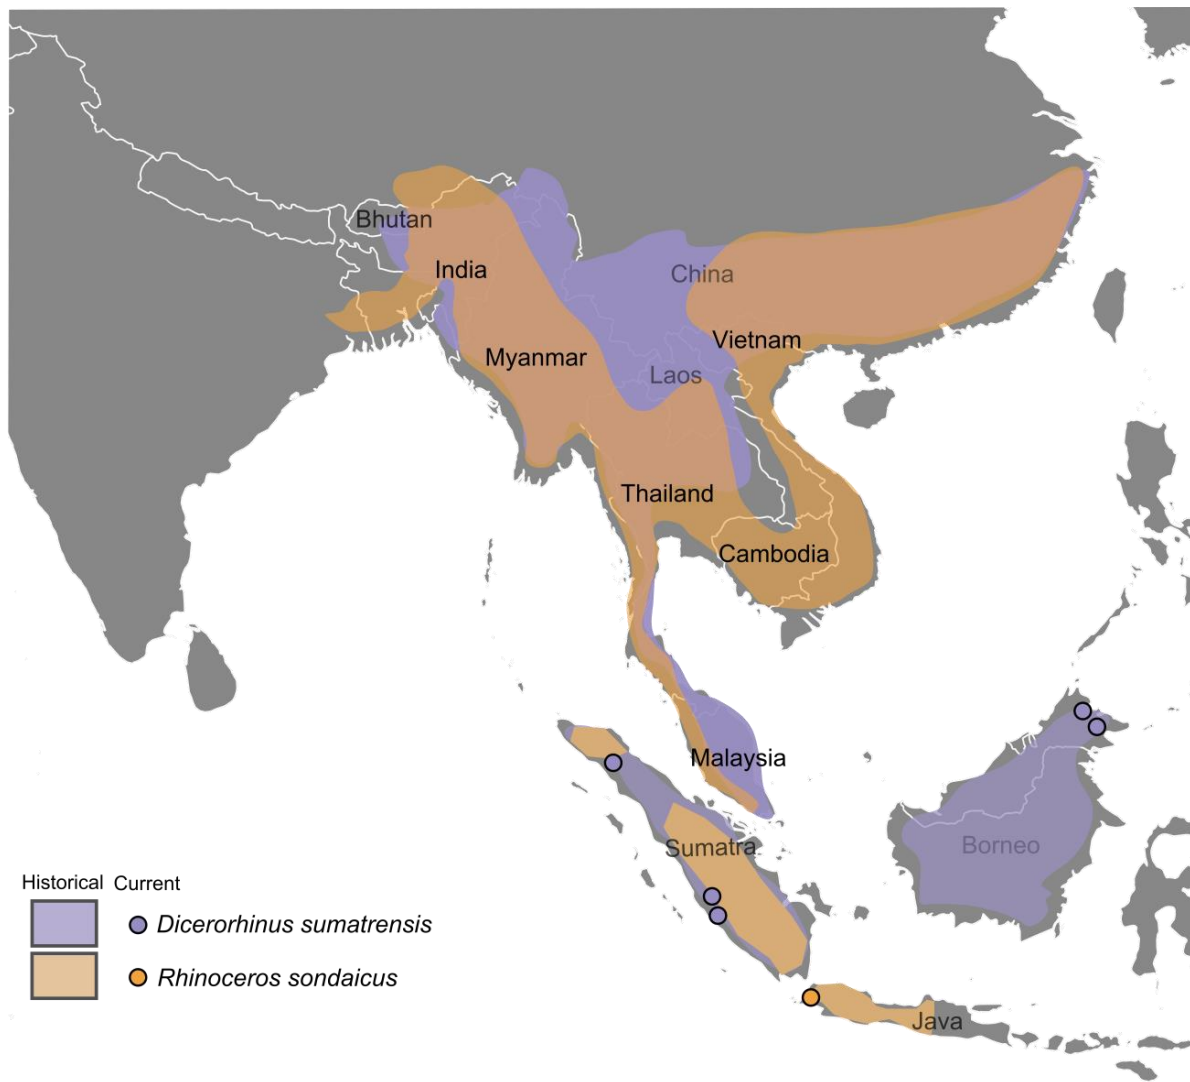 Bhutan
India
China
Vietnam
Myanmar
Laos
Thailand
Cambodia
Malaysia
Sumatra
Borneo
Historical Current
Dicerorhinus sumatrensis
Rhinoceros sondaicus
Java